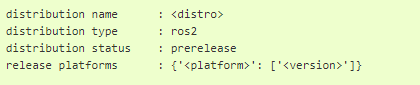 distribution name      : <distro>
distribution type      : ros2
distribution status    : prerelease
release platforms      : {'<platform>': ['<version>']}